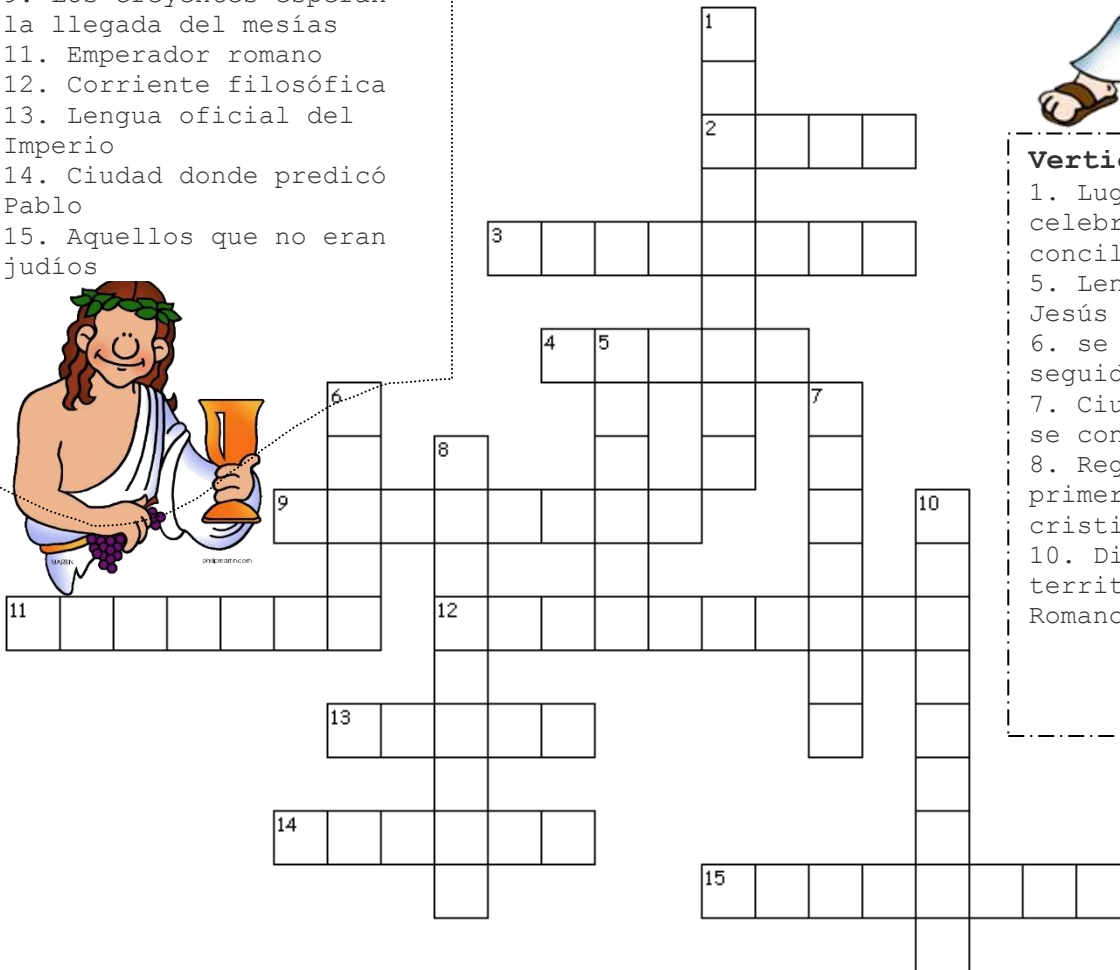 9. Los creyentes esperan
la llegada del mesías
11. Emperador romano
12. Corriente filosófica
13. Lengua oficial del
Imperio
14. Ciudad donde predicó
Pablo
15. Aquellos que no eran
judíos
1
2
3
4 5
6 7
8
9 10
11 12
13
14
15
MARTIN
philipmartin.com
1. Lug
celebr
concil
5. Len
Jesús
6. se
seguid
7. Ciu
se con
8. Reg
primer
cristi
10. Di
territ
Romano